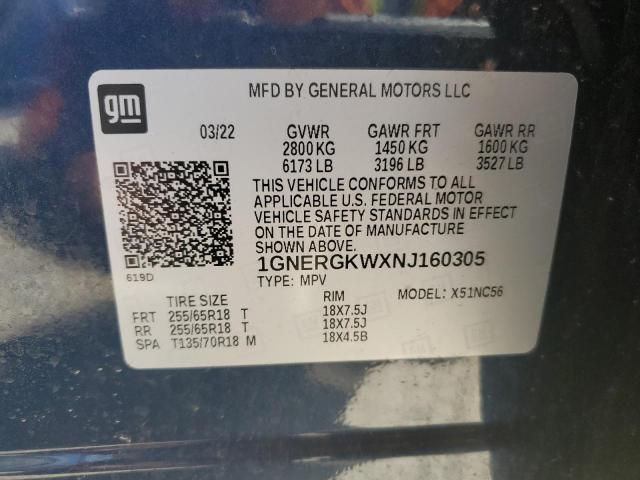 gm
MFD BY GENERAL MOTORS LLC
03/22 GVWR GAWR FRT GAWR RR
2800 KG 1450 KG 1600 KG
6173 LB 3196 LB 3527 LB
THIS VEHICLE CONFORMS TO ALL
APPLICABLE U.S. FEDERAL MOTOR
VEHICLE SAFETY STANDARDS IN EFFECT
ON THE DATE OF MANUFACTURE
SHOWN ABOVE.
1GNERGKWXNJ160305
619D
TYPE: MPV MODEL: X51NC56
TIRE SIZE RIM
FRT 255/65R18 T 18X7.5J
RR 255/65R18 T 18X7.5J
SPA T135/70R18 M 18X4.5B